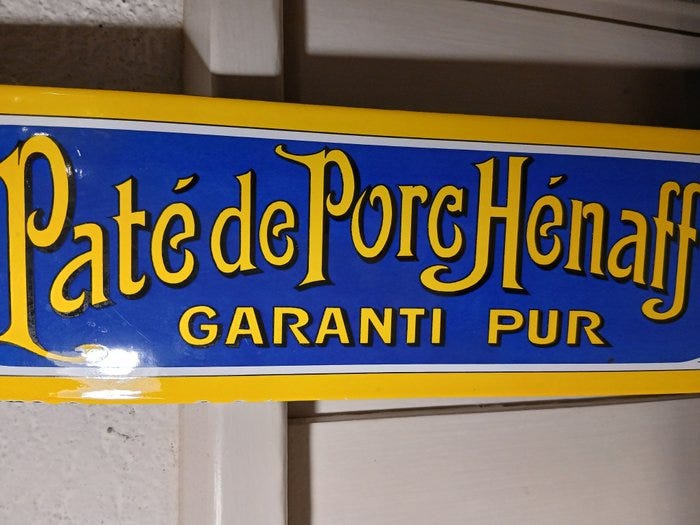 Paté de Porc Hénaff
GARANTI PUR